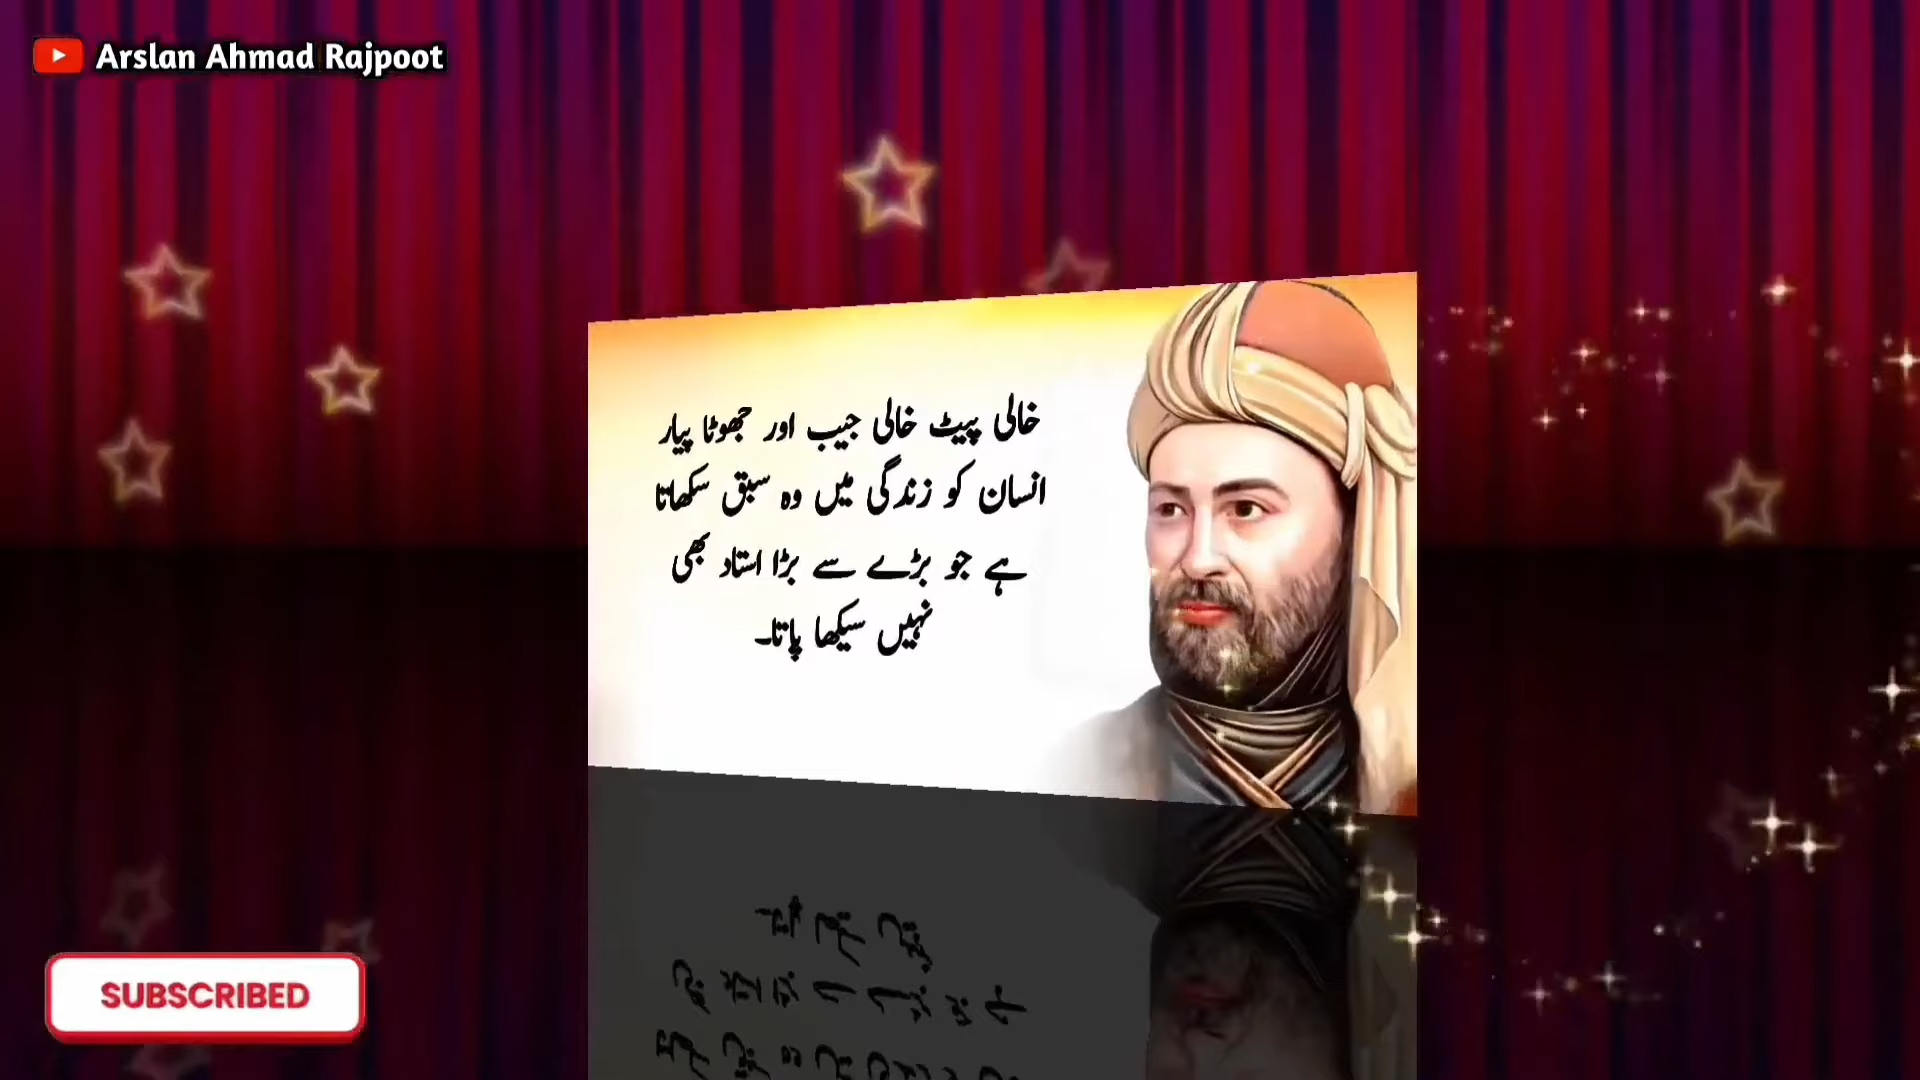 Arslan Ahmad Rajpoot
خالی پیٹ خالی جیب اور جھوٹا پیار
انسان کو زندگی میں وہ سبق سکھاتا
ہے جو بڑے سے بڑا استاد بھی
نہیں سیکھا پاتا۔
SUBSCRIBED